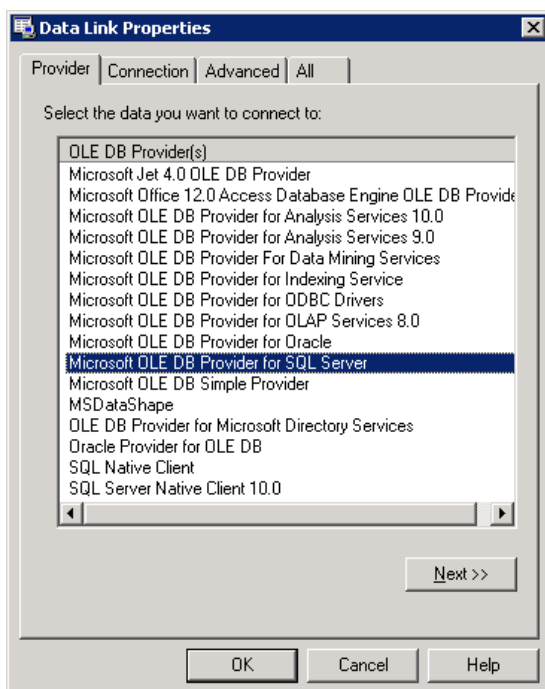 Data Link Properties
Provider Connection Advanced All
Select the data you want to connect to:
OLE DB Provider(s)
Microsoft Jet 4.0 OLE DB Provider
Microsoft Office 12.0 Access Database Engine OLE DB Provide
Microsoft OLE DB Provider for Analysis Services 10.0
Microsoft OLE DB Provider for Analysis Services 9.0
Microsoft OLE DB Provider For Data Mining Services
Microsoft OLE DB Provider for Indexing Service
Microsoft OLE DB Provider for ODBC Drivers
Microsoft OLE DB Provider for OLAP Services 8.0
Microsoft OLE DB Provider for Oracle
Microsoft OLE DB Provider for SQL Server
Microsoft OLE DB Simple Provider
MSDataShape
OLE DB Provider for Microsoft Directory Services
Oracle Provider for OLE DB
SQL Native Client
SQL Server Native Client 10.0
Next >>
OK Cancel Help